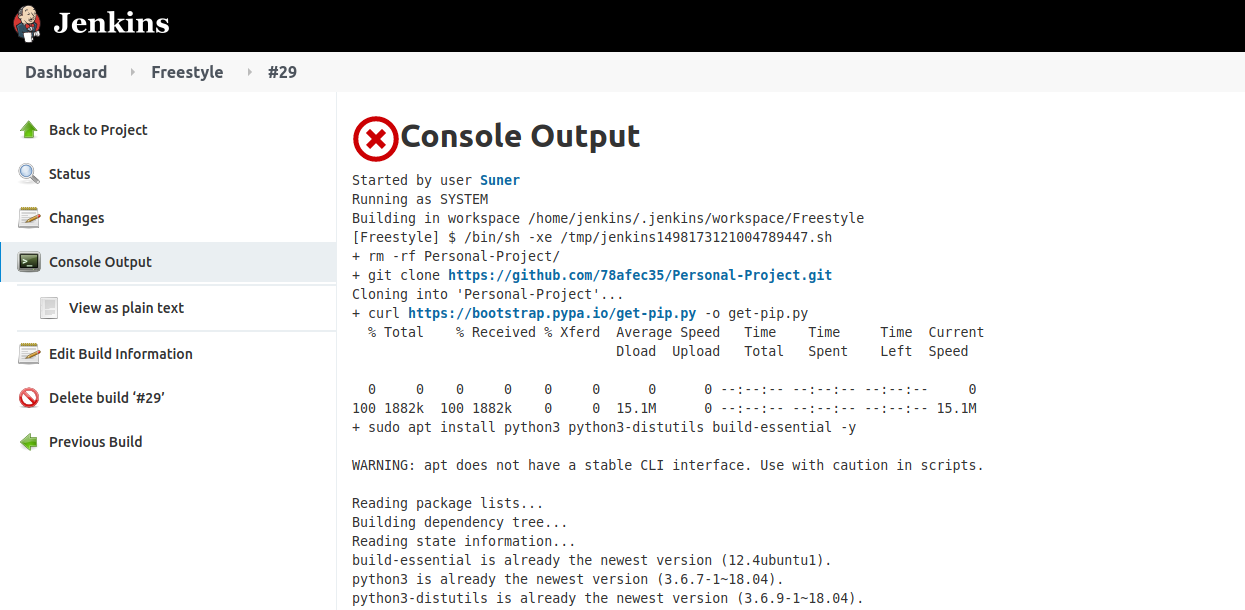 Jenkins
Dashboard
Freestyle
#29
Back to Project
Status
Changes
Console Output
View as plain text
Edit Build Information
Delete build ‘#29’
Previous Build
Console Output
Started by user Suner
Running as SYSTEM
Building in workspace /home/jenkins/.jenkins/workspace/Freestyle
[Freestyle] $ /bin/sh -xe /tmp/jenkins1498173121004789447.sh
+ rm -rf Personal-Project/
+ git clone https://github.com/78afec35/Personal-Project.git
Cloning into 'Personal-Project'...
+ curl https://bootstrap.pypa.io/get-pip.py -o get-pip.py
  % Total    % Received % Xferd  Average Speed   Time    Time     Time  Current
                                 Dload  Upload   Total   Spent    Left  Speed
  0     0    0     0    0     0      0      0 --:--:-- --:--:-- --:--:--     0
100 1882k  100 1882k    0     0  15.1M      0 --:--:-- --:--:-- --:--:-- 15.1M
+ sudo apt install python3 python3-distutils build-essential -y
WARNING: apt does not have a stable CLI interface. Use with caution in scripts.
Reading package lists...
Building dependency tree...
Reading state information...
build-essential is already the newest version (12.4ubuntu1).
python3 is already the newest version (3.6.7-1~18.04).
python3-distutils is already the newest version (3.6.9-1~18.04).